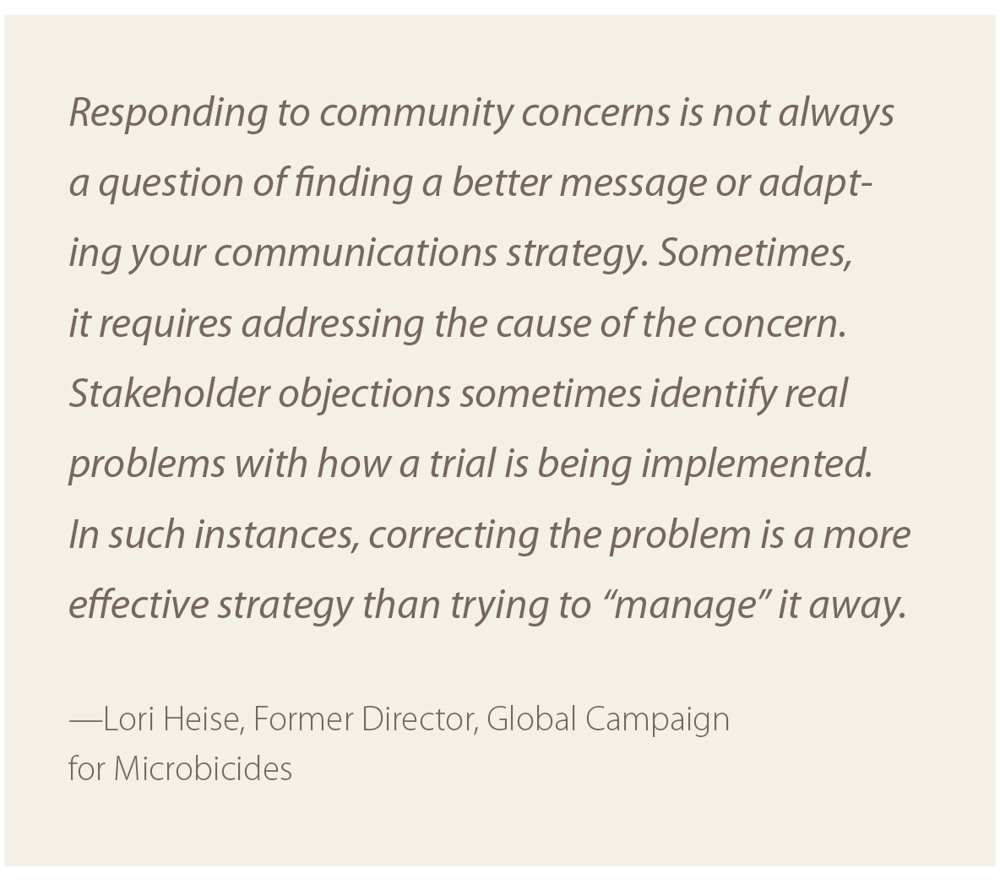 Responding to community concerns is not always
a question of finding a better message or adapt-
ing your communications strategy. Sometimes,
it requires addressing the cause of the concern.
Stakeholder objections sometimes identify real
problems with how a trial is being implemented.
In such instances, correcting the problem is a more
effective strategy than trying to “manage” it away.
—Lori Heise, Former Director, Global Campaign
for Microbicides